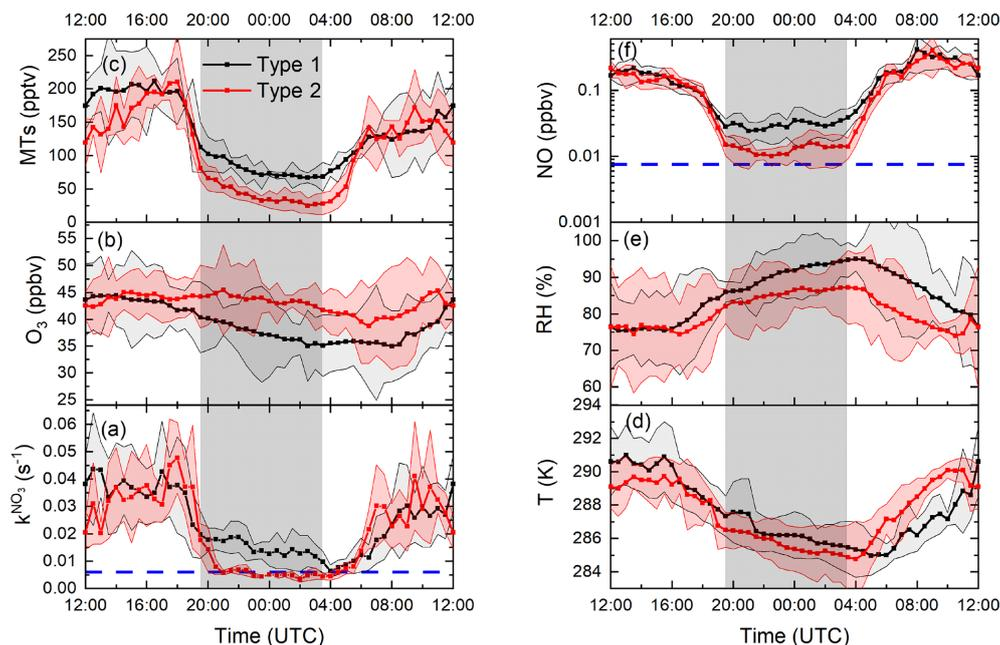 12:00 16:00 20:00 00:00 04:00 08:00 12:00
(c)
Type 1
Type 2
MTs (pptv)
250
200
150
100
50
0
(b)
O3 (ppbv)
55
50
45
40
35
30
25
(a)
k^NO3 (s^-1)
0.06
0.05
0.04
0.03
0.02
0.01
0.00
12:00 16:00 20:00 00:00 04:00 08:00 12:00
Time (UTC)
12:00 16:00 20:00 00:00 04:00 08:00 12:00
(f)
NO (ppbv)
0.1
0.01
0.001
(e)
RH (%)
100
90
80
70
60
(d)
T (K)
294
292
290
288
286
284
12:00 16:00 20:00 00:00 04:00 08:00 12:00
Time (UTC)